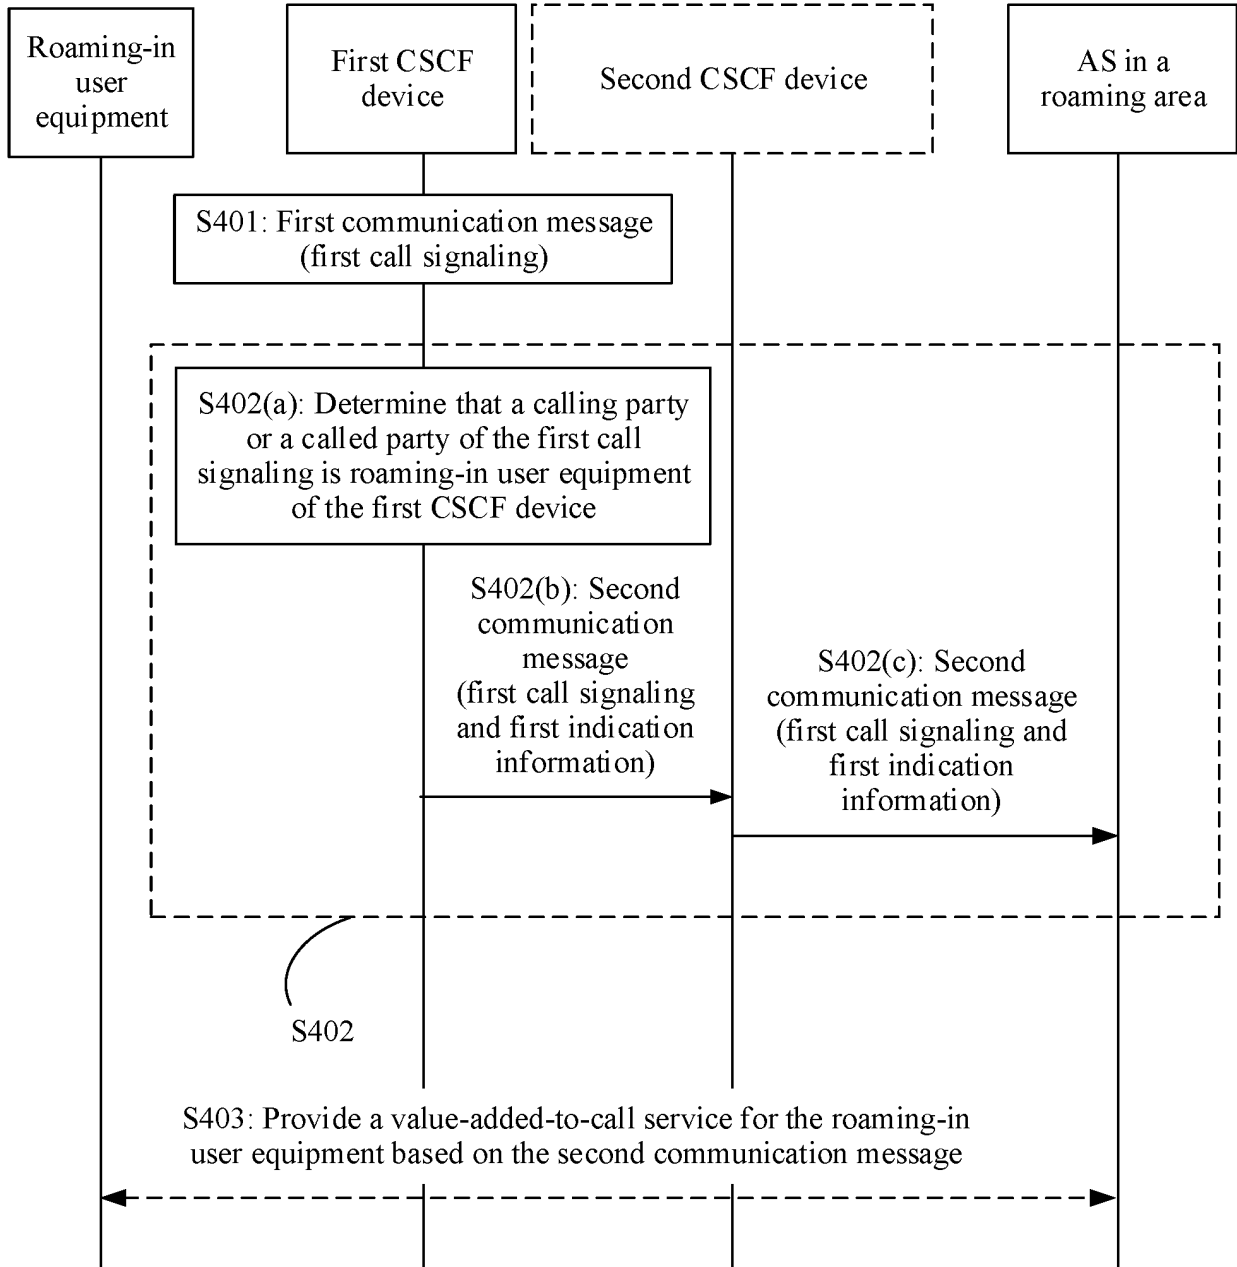 Roaming-in
user
equipment
First CSCF
device
Second CSCF device
AS in a
roaming area
S401: First communication message
(first call signaling)
S402(a): Determine that a calling party
or a called party of the first call
signaling is roaming-in user equipment
of the first CSCF device
S402(b): Second
communication
message
(first call signaling
and first indication
information)
S402(c): Second
communication message
(first call signaling and
first indication
information)
S402
S403: Provide a value-added-to-call service for the roaming-in
user equipment based on the second communication message